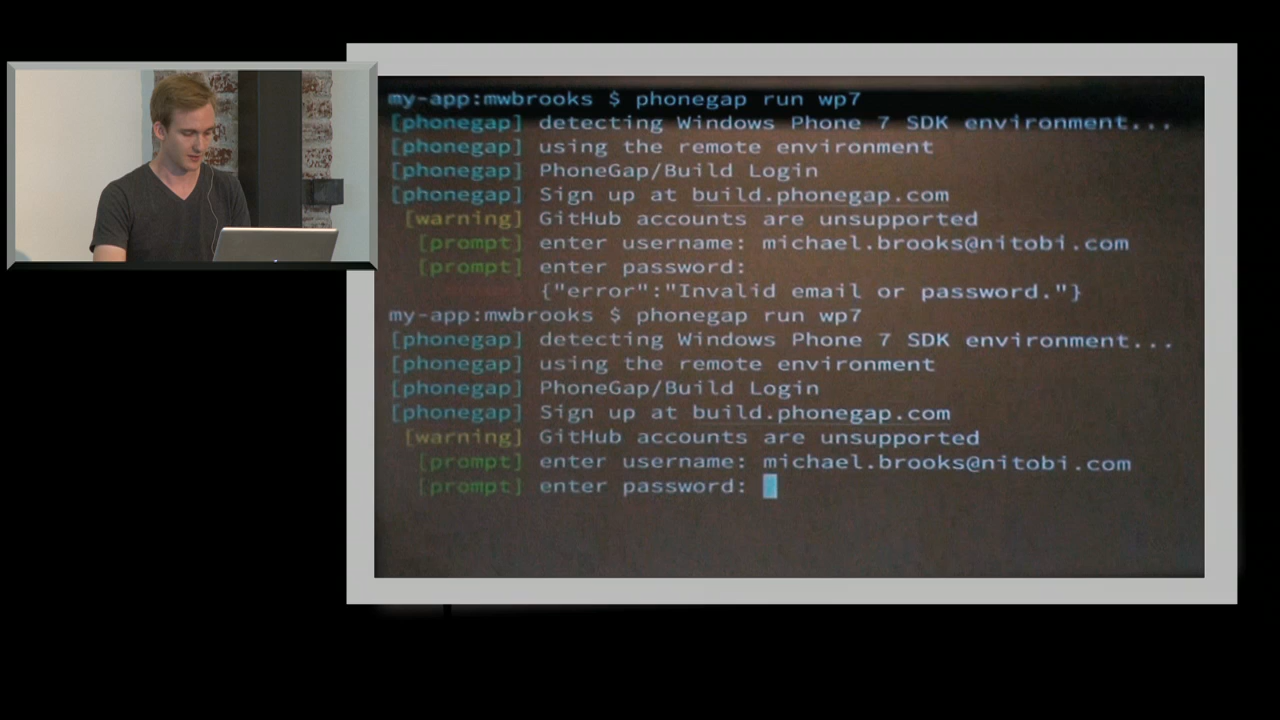 my-app:mwbrooks $ phonegap run wp7
[phonegap] detecting Windows Phone 7 SDK environment...
[phonegap] using the remote environment
[phonegap] PhoneGap/Build Login
[phonegap] Sign up at build.phonegap.com
[warning] GitHub accounts are unsupported
[prompt] enter username: michael.brooks@nitobi.com
[prompt] enter password:
{"error":"Invalid email or password."}
my-app:mwbrooks $ phonegap run wp7
[phonegap] detecting Windows Phone 7 SDK environment...
[phonegap] using the remote environment
[phonegap] PhoneGap/Build Login
[phonegap] Sign up at build.phonegap.com
[warning] GitHub accounts are unsupported
[prompt] enter username: michael.brooks@nitobi.com
[prompt] enter password: